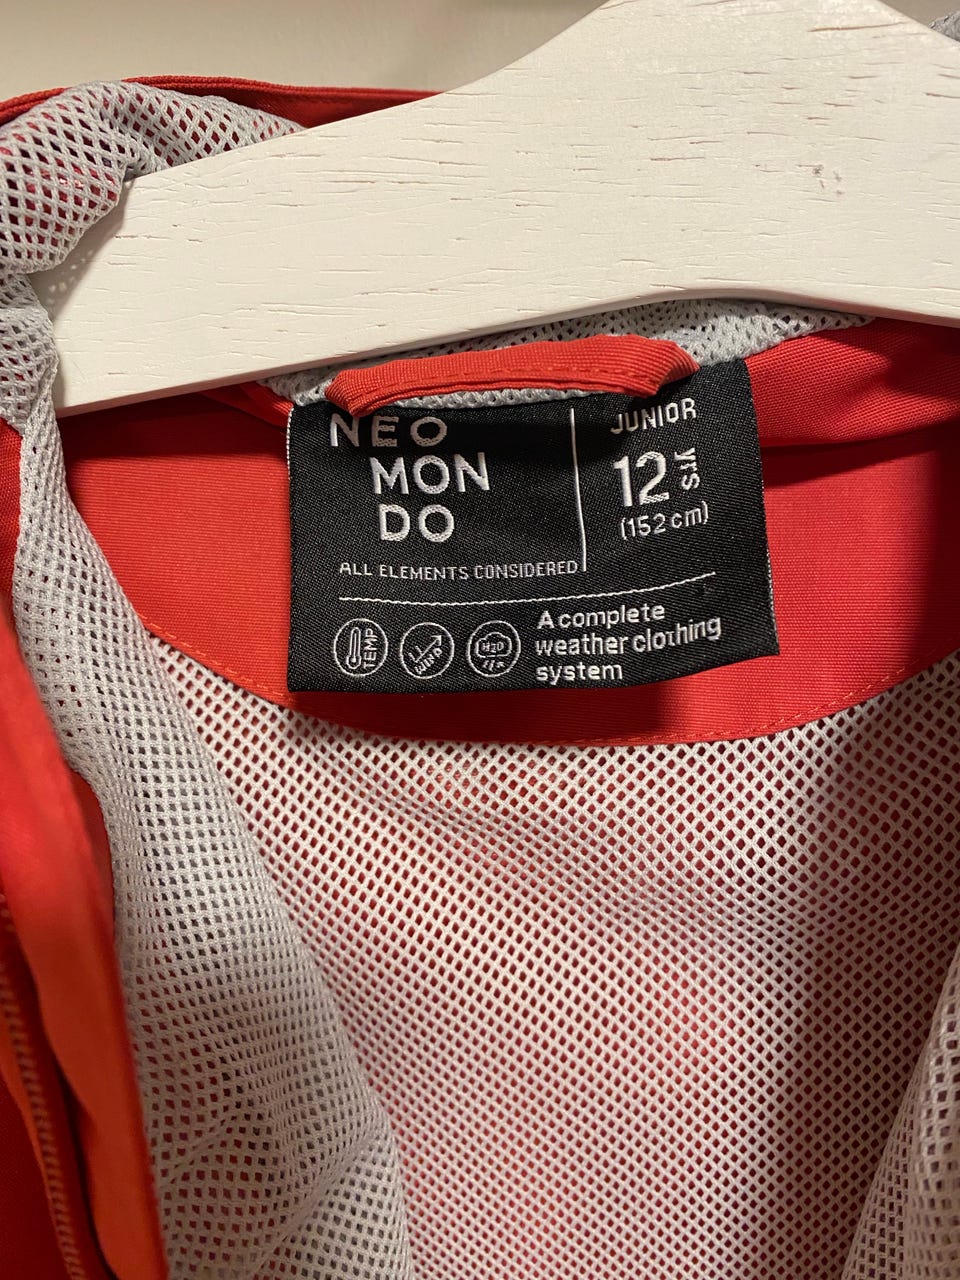 NEO
MON
DO
ALL ELEMENTS CONSIDERED
JUNIOR
12 yrs
(152 cm)
TEMP
WIND
H2O
A complete
weather clothing
system